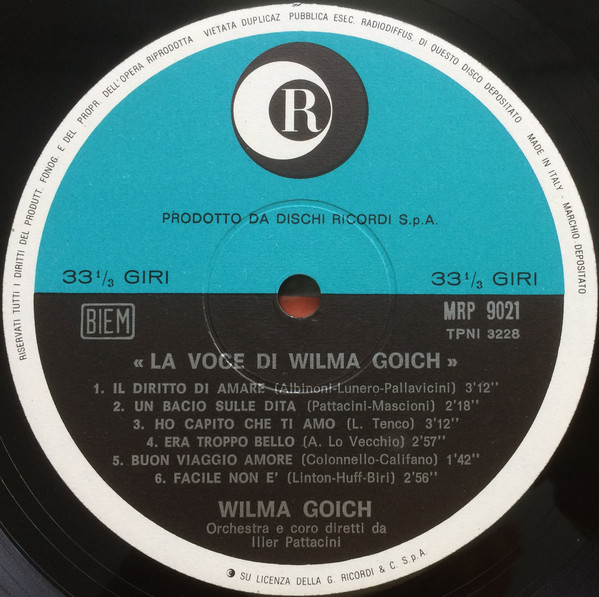 RISERVATI TUTTI I DIRITTI DEL PRODUTT. FONOG. E DEL PROPR. DELL'OPERA RIPRODOTTA VIETATA DUPLICAZ PUBBLICA ESEC. RADIODIFFUS. DI QUESTO DISCO DEPOSITATO MADE IN ITALY - MARCHIO DEPOSITATO
R
PRODOTTO DA DISCHI RICORDI S.p.A.
33 1/3 GIRI
33 1/3 GIRI
BIEM
MRP 9021
TPNI 3228
« LA VOCE DI WILMA GOICH »
1. IL DIRITTO DI AMARE (Albinoni-Lunero-Pallavicini) 3'12"
2. UN BACIO SULLE DITA (Pattacini-Mascioni) 2'18"
3. HO CAPITO CHE TI AMO (L. Tenco) 3'12"
4. ERA TROPPO BELLO (A. Lo Vecchio) 2'57"
5. BUON VIAGGIO AMORE (Colonnello-Califano) 1'42"
6. FACILE NON E' (Linton-Huff-Biri) 2'56"
WILMA GOICH
Orchestra e coro diretti da
Iller Pattacini
SU LICENZA DELLA G. RICORDI & C. S.p.A.